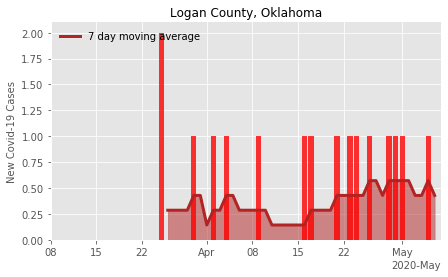 Logan County, Oklahoma
7 day moving average
New Covid-19 Cases
2.00
1.75
1.50
1.25
1.00
0.75
0.50
0.25
0.00
08
15
22
Apr
08
15
22
May
2020-May